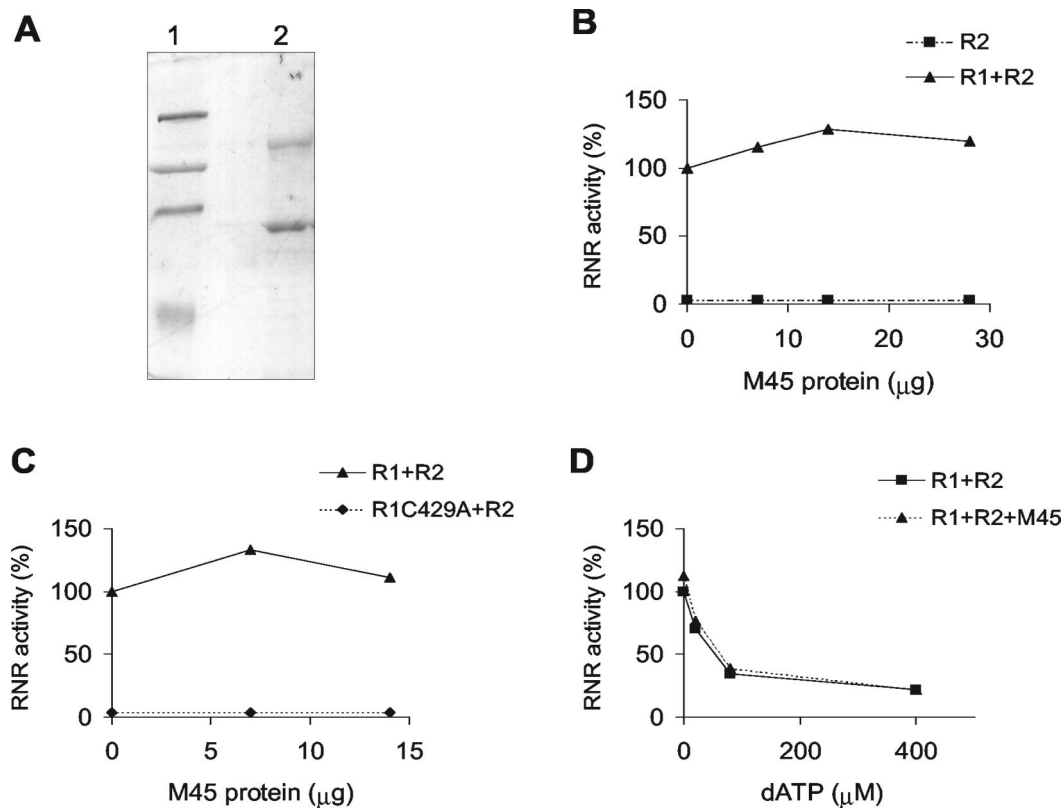 A
1 2
B
R2
R1+R2
150
100
50
0
RNR activity (%)
0 10 20 30
M45 protein (μg)
C
R1+R2
R1C429A+R2
150
100
50
0
RNR activity (%)
0 5 10 15
M45 protein (μg)
D
R1+R2
R1+R2+M45
150
100
50
0
RNR activity (%)
0 200 400
dATP (μM)